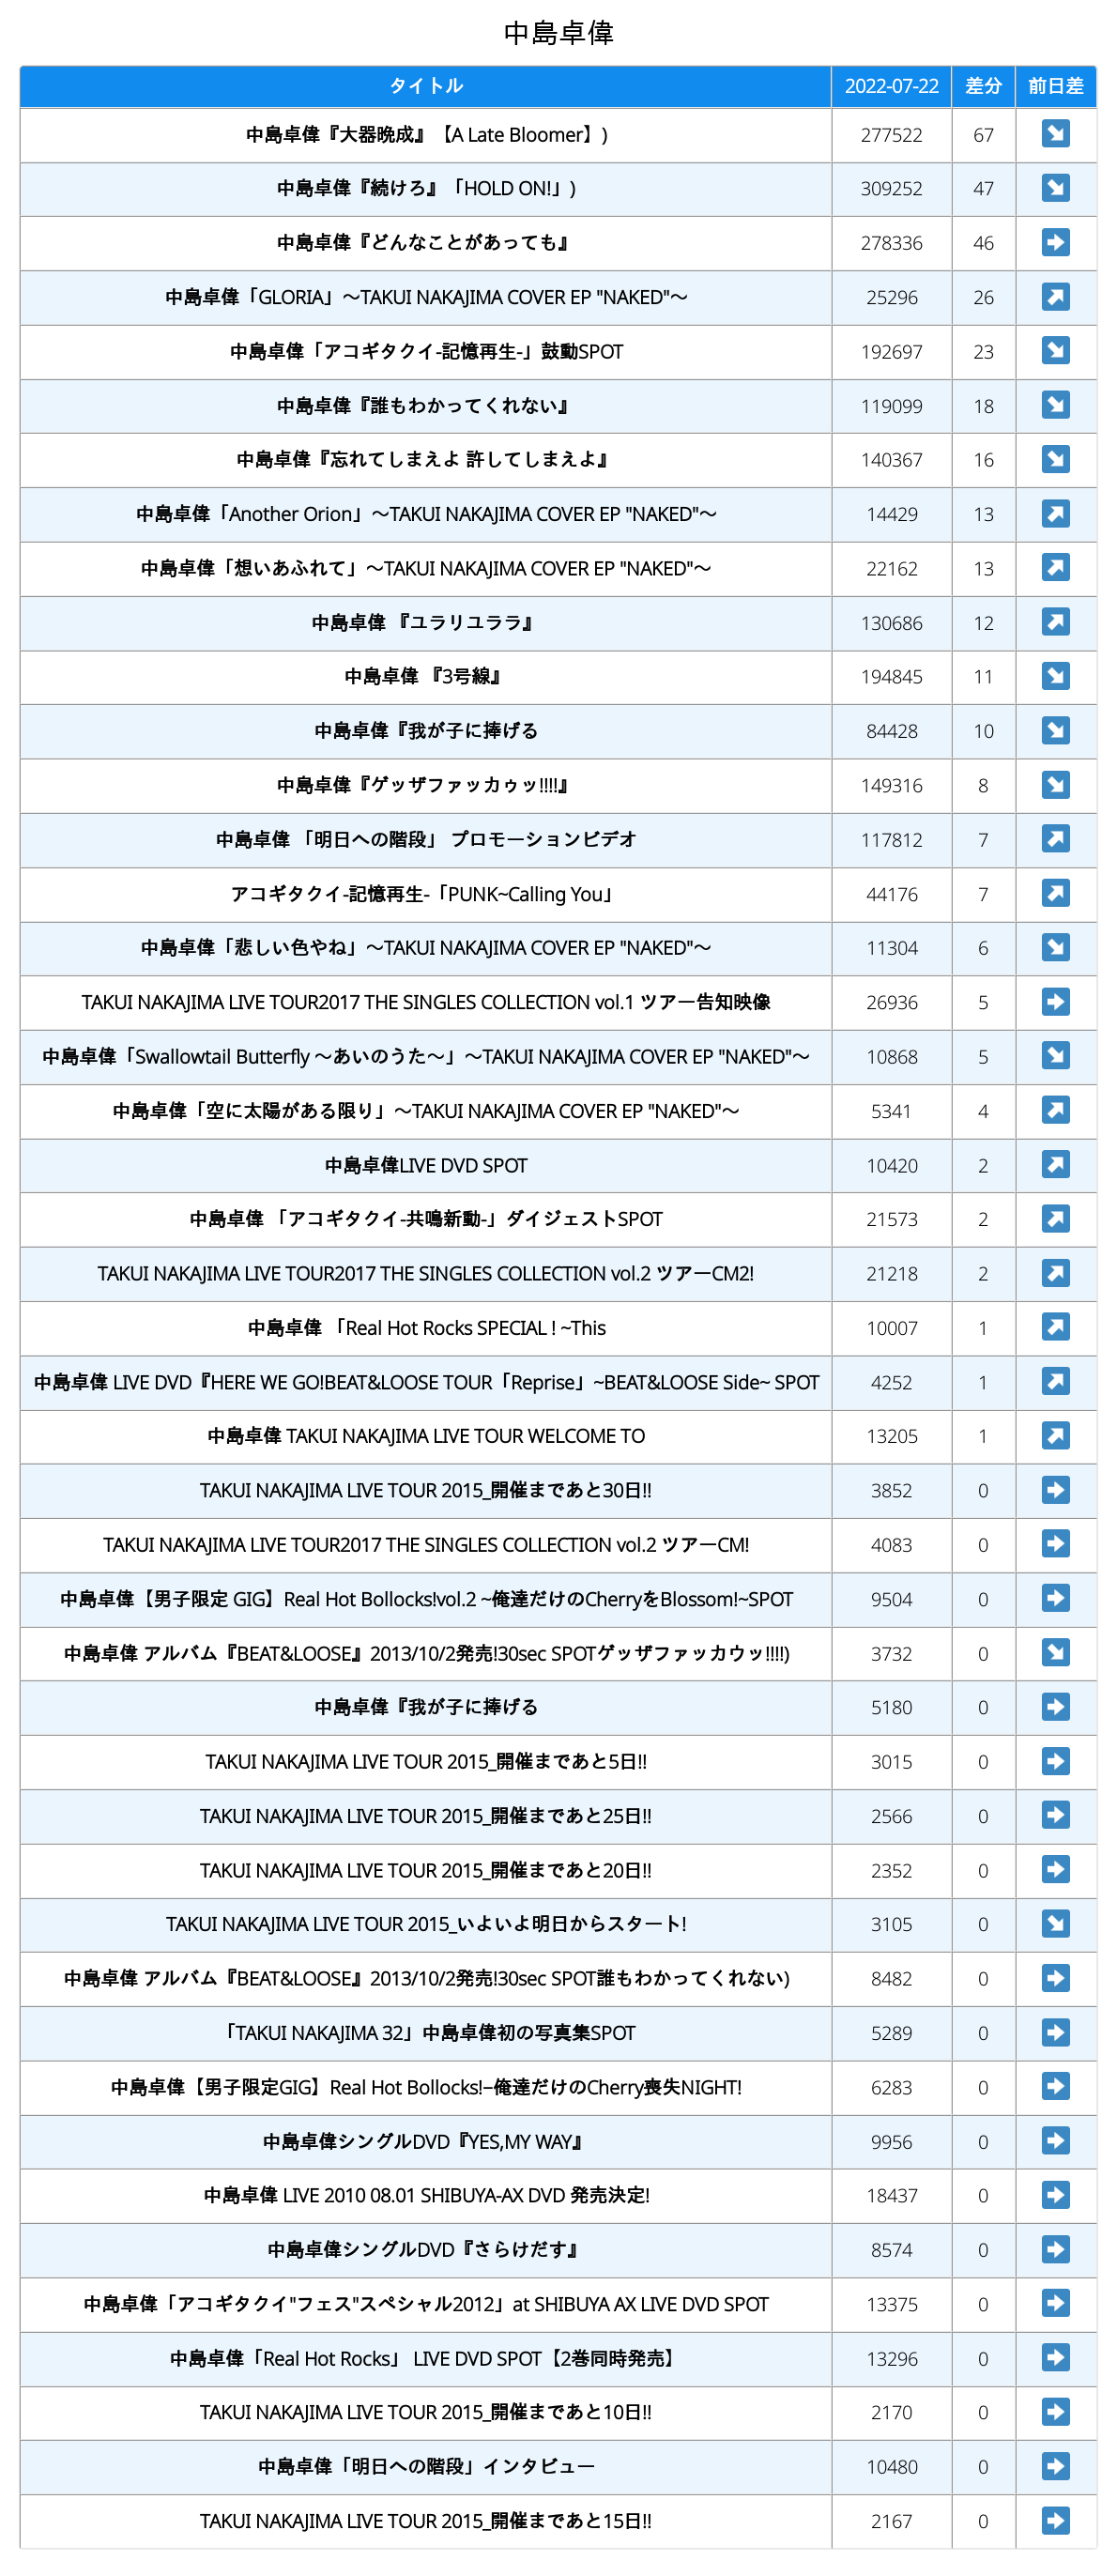 中島卓偉
タイトル 2022-07-22 差分 前日差
中島卓偉『大器晩成』【A Late Bloomer】) 277522 67 ↘
中島卓偉『続けろ』「HOLD ON!」) 309252 47 ↘
中島卓偉『どんなことがあっても』 278336 46 ➡
中島卓偉「GLORIA」〜TAKUI NAKAJIMA COVER EP "NAKED"〜 25296 26 ↗
中島卓偉「アコギタクイ-記憶再生-」鼓動SPOT 192697 23 ↘
中島卓偉『誰もわかってくれない』 119099 18 ↘
中島卓偉『忘れてしまえよ 許してしまえよ』 140367 16 ↘
中島卓偉「Another Orion」〜TAKUI NAKAJIMA COVER EP "NAKED"〜 14429 13 ↗
中島卓偉「想いあふれて」〜TAKUI NAKAJIMA COVER EP "NAKED"〜 22162 13 ↗
中島卓偉 『ユラリユララ』 130686 12 ↗
中島卓偉 『3号線』 194845 11 ↘
中島卓偉『我が子に捧げる 84428 10 ↘
中島卓偉『ゲッザファッカゥッ!!!!』 149316 8 ↘
中島卓偉 「明日への階段」 プロモーションビデオ 117812 7 ↗
アコギタクイ-記憶再生-「PUNK~Calling You」 44176 7 ↗
中島卓偉「悲しい色やね」〜TAKUI NAKAJIMA COVER EP "NAKED"〜 11304 6 ↘
TAKUI NAKAJIMA LIVE TOUR2017 THE SINGLES COLLECTION vol.1 ツアー告知映像 26936 5 ➡
中島卓偉「Swallowtail Butterfly 〜あいのうた〜」〜TAKUI NAKAJIMA COVER EP "NAKED"〜 10868 5 ↘
中島卓偉「空に太陽がある限り」〜TAKUI NAKAJIMA COVER EP "NAKED"〜 5341 4 ↗
中島卓偉LIVE DVD SPOT 10420 2 ↗
中島卓偉 「アコギタクイ-共鳴新動-」ダイジェストSPOT 21573 2 ↗
TAKUI NAKAJIMA LIVE TOUR2017 THE SINGLES COLLECTION vol.2 ツアーCM2! 21218 2 ↗
中島卓偉 「Real Hot Rocks SPECIAL ! ~This 10007 1 ↗
中島卓偉 LIVE DVD『HERE WE GO!BEAT&LOOSE TOUR「Reprise」~BEAT&LOOSE Side~ SPOT 4252 1 ↗
中島卓偉 TAKUI NAKAJIMA LIVE TOUR WELCOME TO 13205 1 ↗
TAKUI NAKAJIMA LIVE TOUR 2015_開催まであと30日!! 3852 0 ➡
TAKUI NAKAJIMA LIVE TOUR2017 THE SINGLES COLLECTION vol.2 ツアーCM! 4083 0 ➡
中島卓偉【男子限定 GIG】Real Hot Bollocks!vol.2 ~俺達だけのCherryをBlossom!~SPOT 9504 0 ➡
中島卓偉 アルバム『BEAT&LOOSE』2013/10/2発売!30sec SPOTゲッザファッカウッ!!!!) 3732 0 ↘
中島卓偉『我が子に捧げる 5180 0 ➡
TAKUI NAKAJIMA LIVE TOUR 2015_開催まであと5日!! 3015 0 ➡
TAKUI NAKAJIMA LIVE TOUR 2015_開催まであと25日!! 2566 0 ➡
TAKUI NAKAJIMA LIVE TOUR 2015_開催まであと20日!! 2352 0 ➡
TAKUI NAKAJIMA LIVE TOUR 2015_いよいよ明日からスタート! 3105 0 ↘
中島卓偉 アルバム『BEAT&LOOSE』2013/10/2発売!30sec SPOT誰もわかってくれない) 8482 0 ➡
「TAKUI NAKAJIMA 32」中島卓偉初の写真集SPOT 5289 0 ➡
中島卓偉【男子限定GIG】Real Hot Bollocks!−俺達だけのCherry喪失NIGHT! 6283 0 ➡
中島卓偉シングルDVD『YES,MY WAY』 9956 0 ➡
中島卓偉 LIVE 2010 08.01 SHIBUYA-AX DVD 発売決定! 18437 0 ➡
中島卓偉シングルDVD『さらけだす』 8574 0 ➡
中島卓偉「アコギタクイ"フェス"スペシャル2012」at SHIBUYA AX LIVE DVD SPOT 13375 0 ➡
中島卓偉「Real Hot Rocks」 LIVE DVD SPOT【2巻同時発売】 13296 0 ➡
TAKUI NAKAJIMA LIVE TOUR 2015_開催まであと10日!! 2170 0 ➡
中島卓偉「明日への階段」インタビュー 10480 0 ➡
TAKUI NAKAJIMA LIVE TOUR 2015_開催まであと15日!! 2167 0 ➡